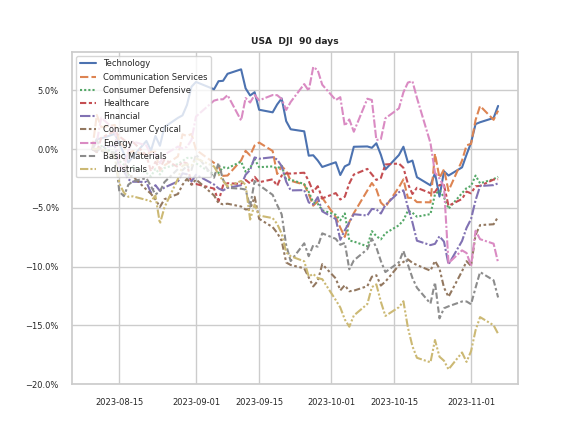 USA DJI 90 days
Technology
Communication Services
Consumer Defensive
Healthcare
Financial
Consumer Cyclical
Energy
Basic Materials
Industrials
5.0%
0.0%
−5.0%
−10.0%
−15.0%
−20.0%
2023-08-15
2023-09-01
2023-09-15
2023-10-01
2023-10-15
2023-11-01